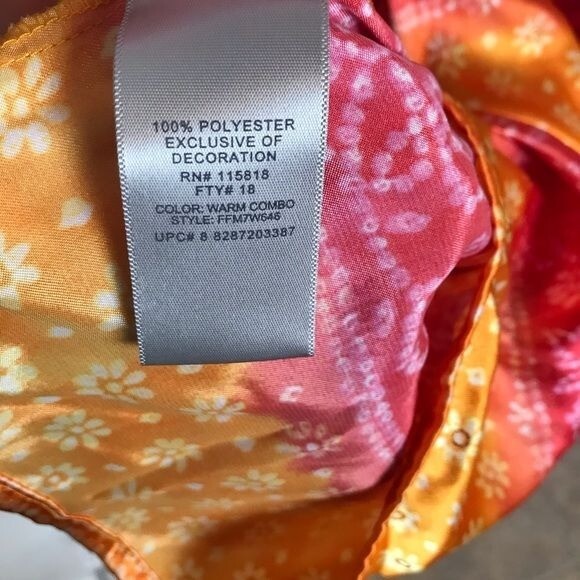 100% POLYESTER
EXCLUSIVE OF
DECORATION
RN# 115818
FTY# 18
COLOR: WARM COMBO
STYLE: FFM7W646
UPC# 8 8287203387